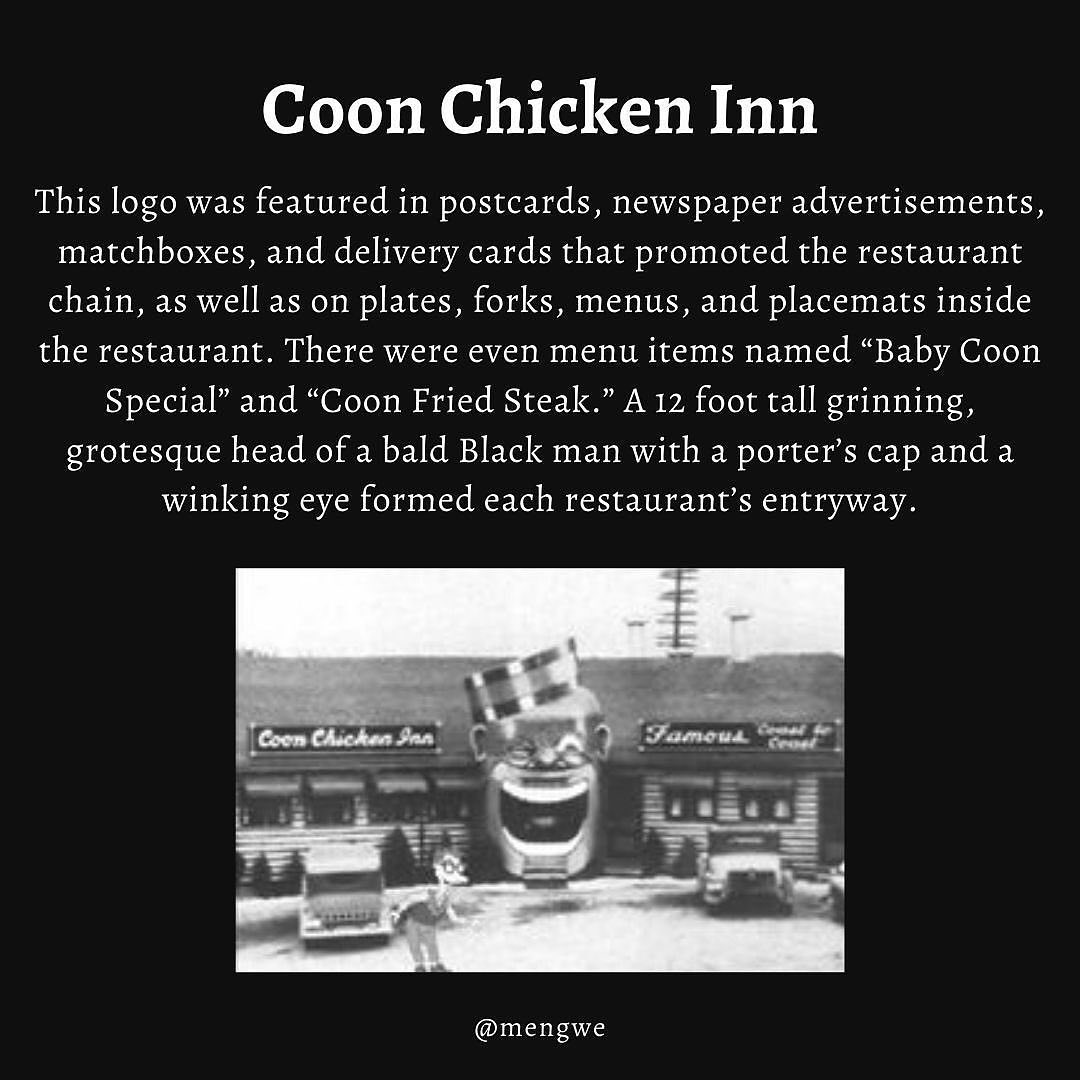 Coon Chicken Inn
This logo was featured in postcards, newspaper advertisements,
matchboxes, and delivery cards that promoted the restaurant
chain, as well as on plates, forks, menus, and placemats inside
the restaurant. There were even menu items named “Baby Coon
Special” and “Coon Fried Steak.” A 12 foot tall grinning,
grotesque head of a bald Black man with a porter’s cap and a
winking eye formed each restaurant’s entryway.
Coon Chicken Inn
Famous Coast to
Coast
@mengwe